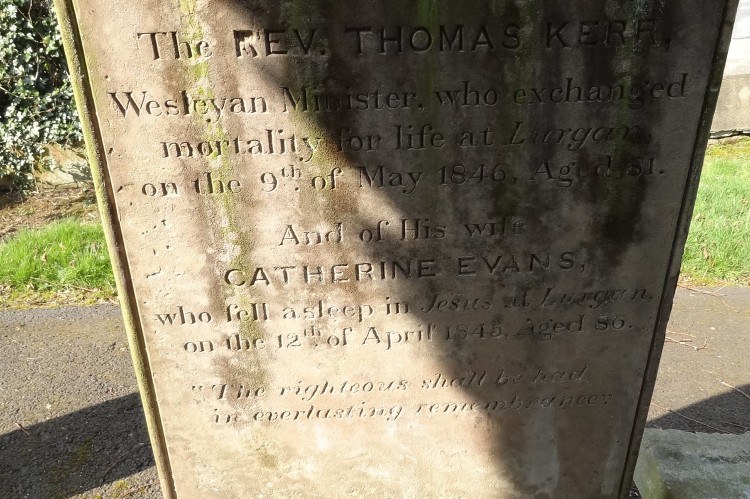 The REV. THOMAS KERR,
Wesleyan Minister, who exchanged
mortality for life at Lurgan,
on the 9th. of May 1846. Aged 81.
And of His wife
CATHERINE EVANS,
who fell asleep in Jesus at Lurgan,
on the 12th. of April 1845, Aged 86.
"The righteous shall be had
in everlasting remembrance."